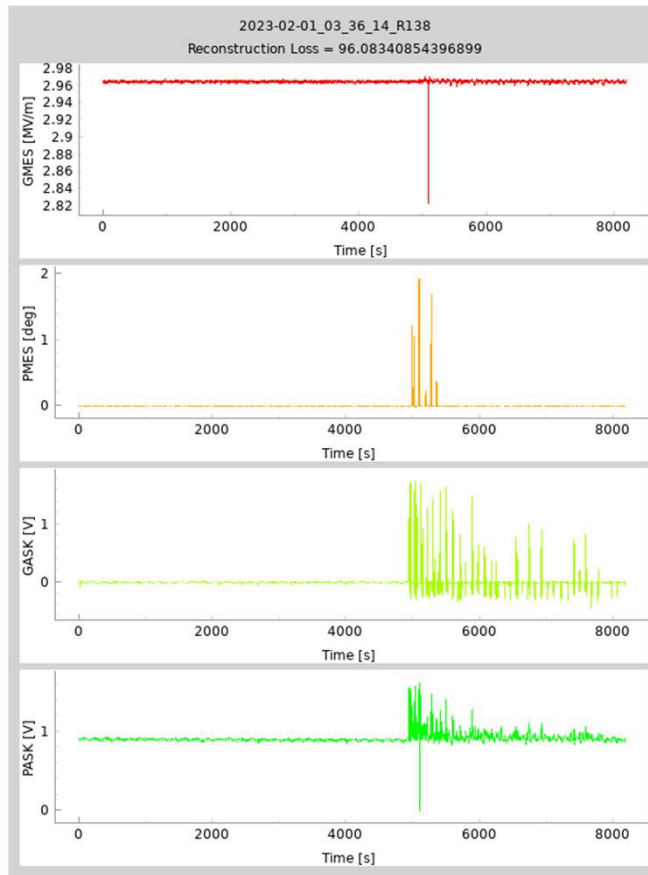 2023-02-01_03_36_14_R138
Reconstruction Loss = 96.08340854396899
2.98
2.96
2.94
2.92
2.9
2.88
2.86
2.84
2.82
GMES [MV/m]
0 2000 4000 6000 8000
Time [s]
2
1
0
PMES [deg]
0 2000 4000 6000 8000
Time [s]
1
0
GASK [V]
0 2000 4000 6000 8000
Time [s]
1
0
PASK [V]
0 2000 4000 6000 8000
Time [s]